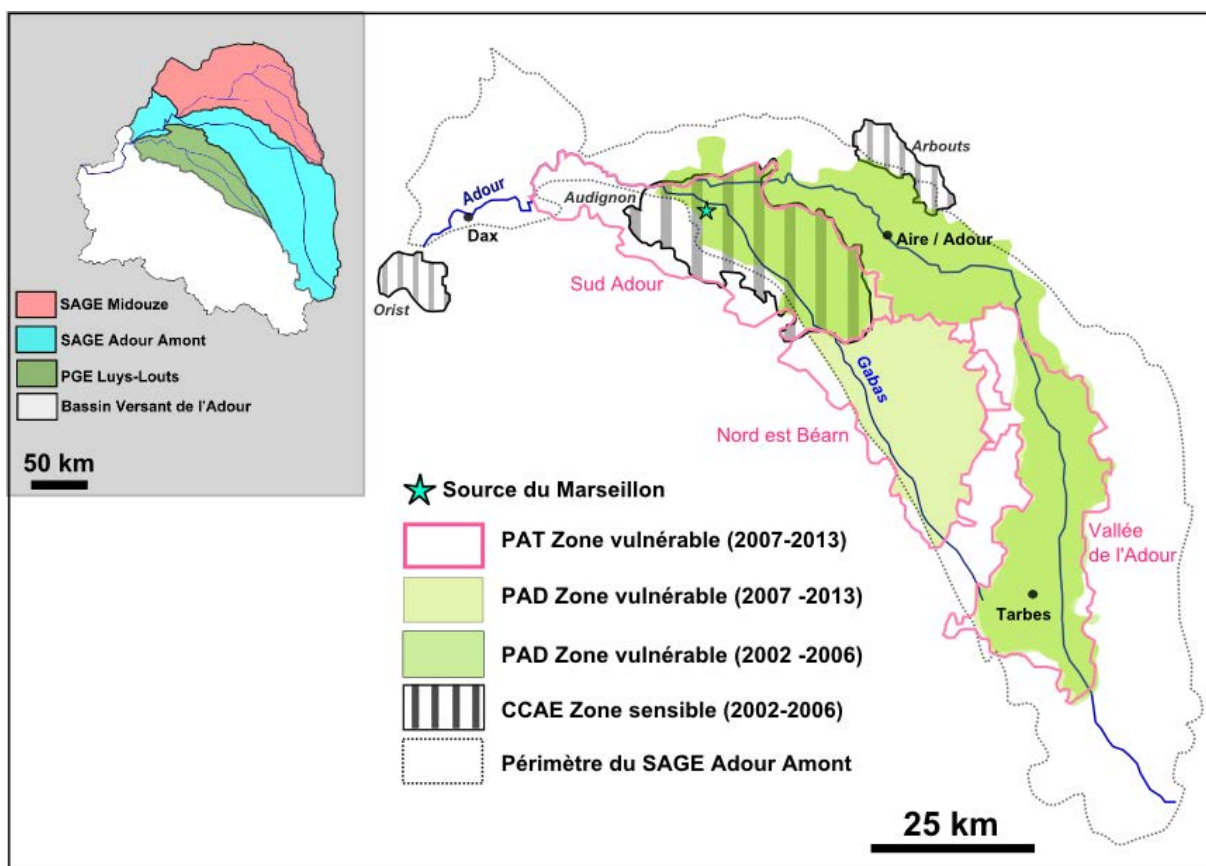 SAGE Midouze
SAGE Adour Amont
PGE Luys-Louts
Bassin Versant de l'Adour
50 km
Arbouts
Adour
Audignon
Dax
Aire / Adour
Orist
Sud Adour
Gabas
Nord est Béarn
Vallée
de l'Adour
Tarbes
Source du Marseillon
PAT Zone vulnérable (2007-2013)
PAD Zone vulnérable (2007 -2013)
PAD Zone vulnérable (2002 -2006)
CCAE Zone sensible (2002-2006)
Périmètre du SAGE Adour Amont
25 km